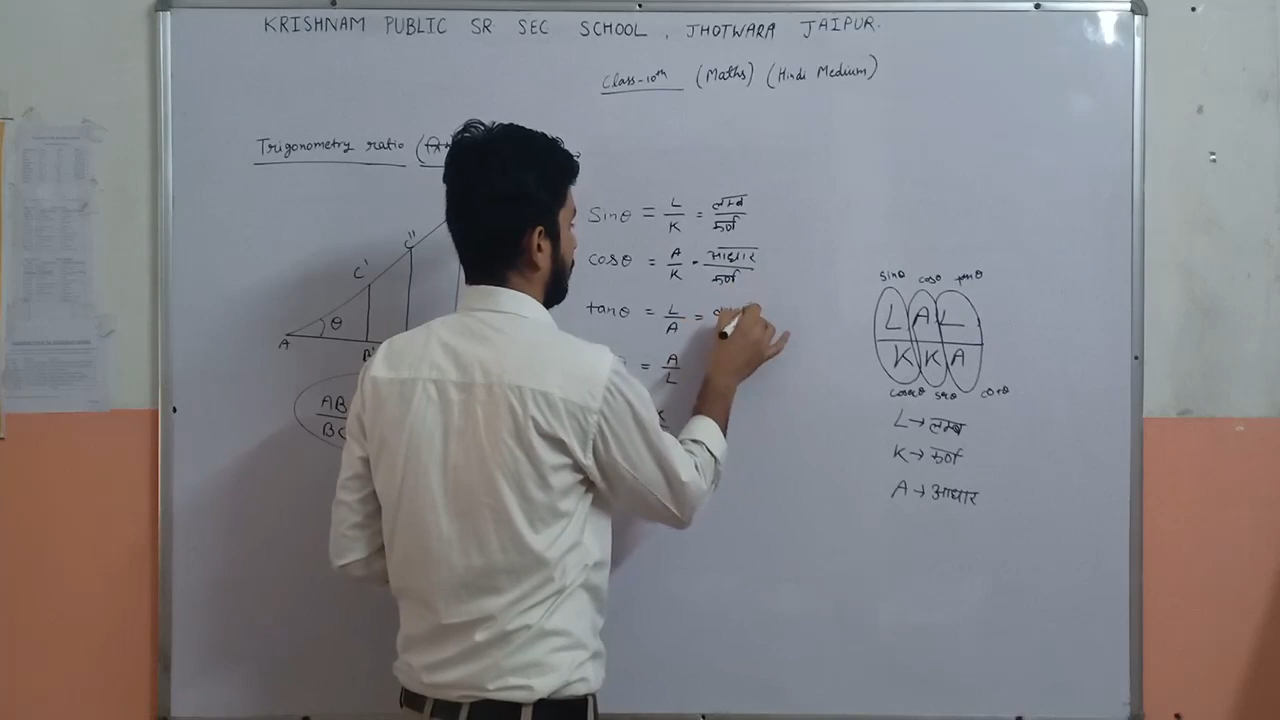 KRISHNAM PUBLIC SR SEC SCHOOL, JHOTWARA JAIPUR.
Class-10th (Maths) (Hindi Medium)
Trigonometry ratio
sinθ = L/K = लम्ब/कर्ण
cosθ = A/K = आधार/कर्ण
tanθ = L/A =
= A/L
C' C''
A θ B'
AB
sinθ cosθ tanθ
L A L
K K A
cosecθ secθ cotθ
L → लम्ब
K → कर्ण
A → आधार